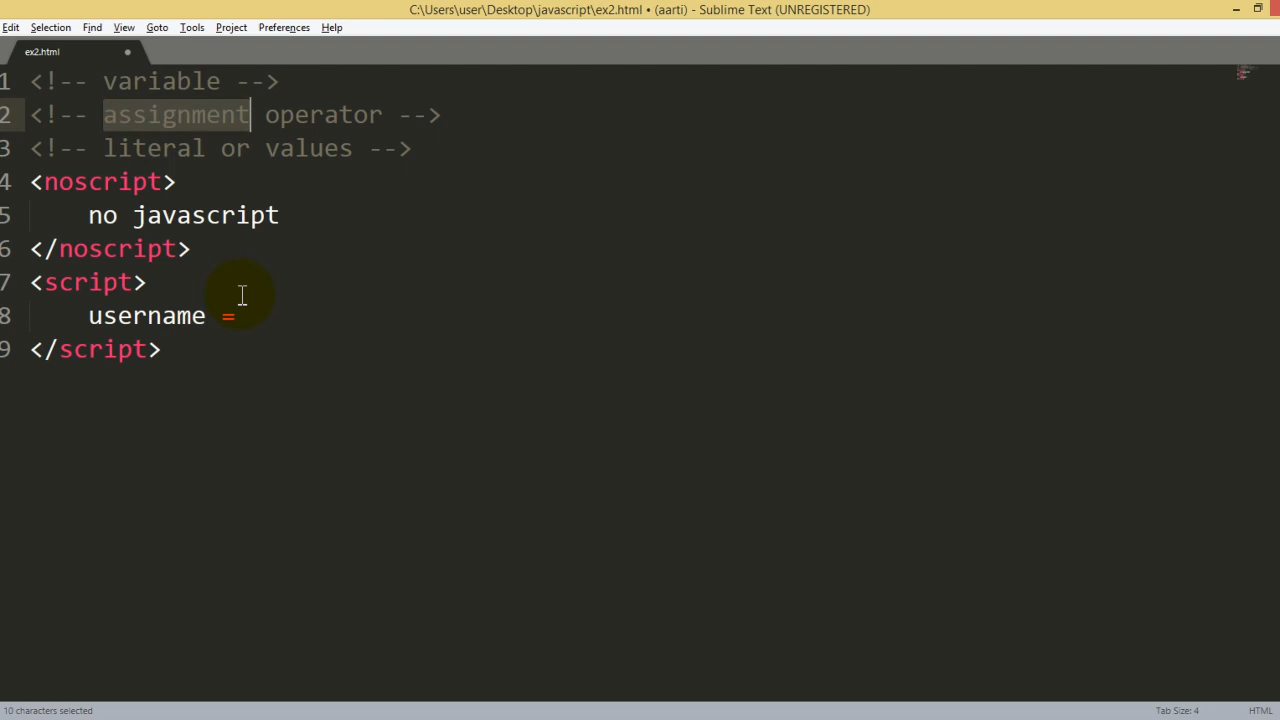 C:\Users\user\Desktop\javascript\ex2.html • (aarti) - Sublime Text (UNREGISTERED)
Edit Selection Find View Goto Tools Project Preferences Help
ex2.html
1 <!-- variable -->
2 <!-- assignment operator -->
3 <!-- literal or values -->
4 <noscript>
5 no javascript
6 </noscript>
7 <script>
8 username =
9 </script>
10 characters selected Tab Size: 4 HTML